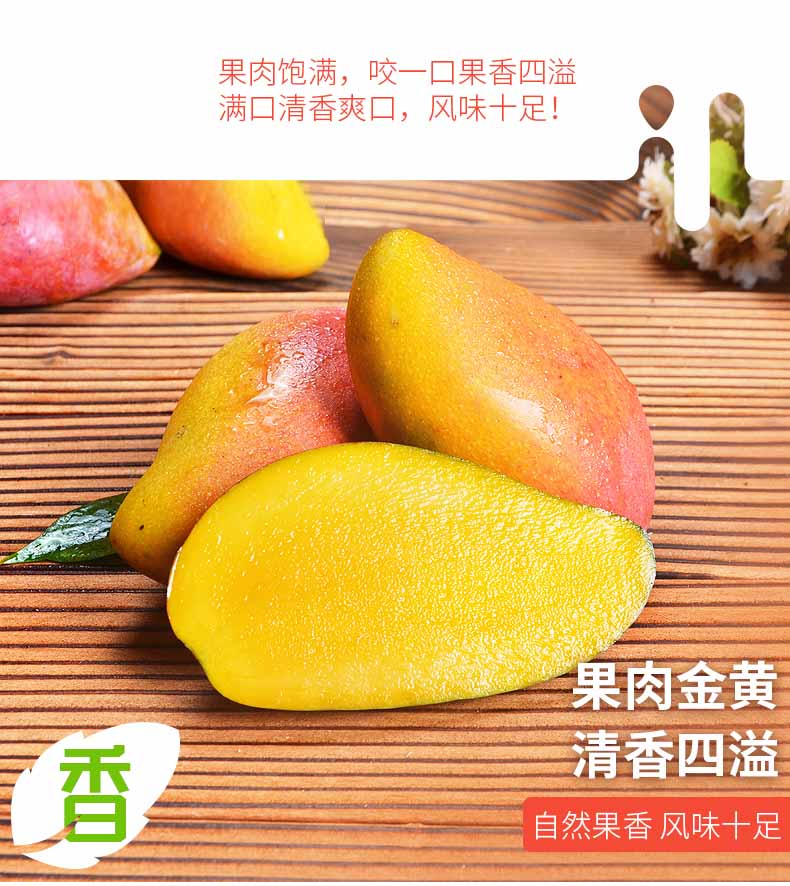 果肉饱满，咬一口果香四溢
满口清香爽口，风味十足！
果肉金黄
清香四溢
香
自然果香 风味十足